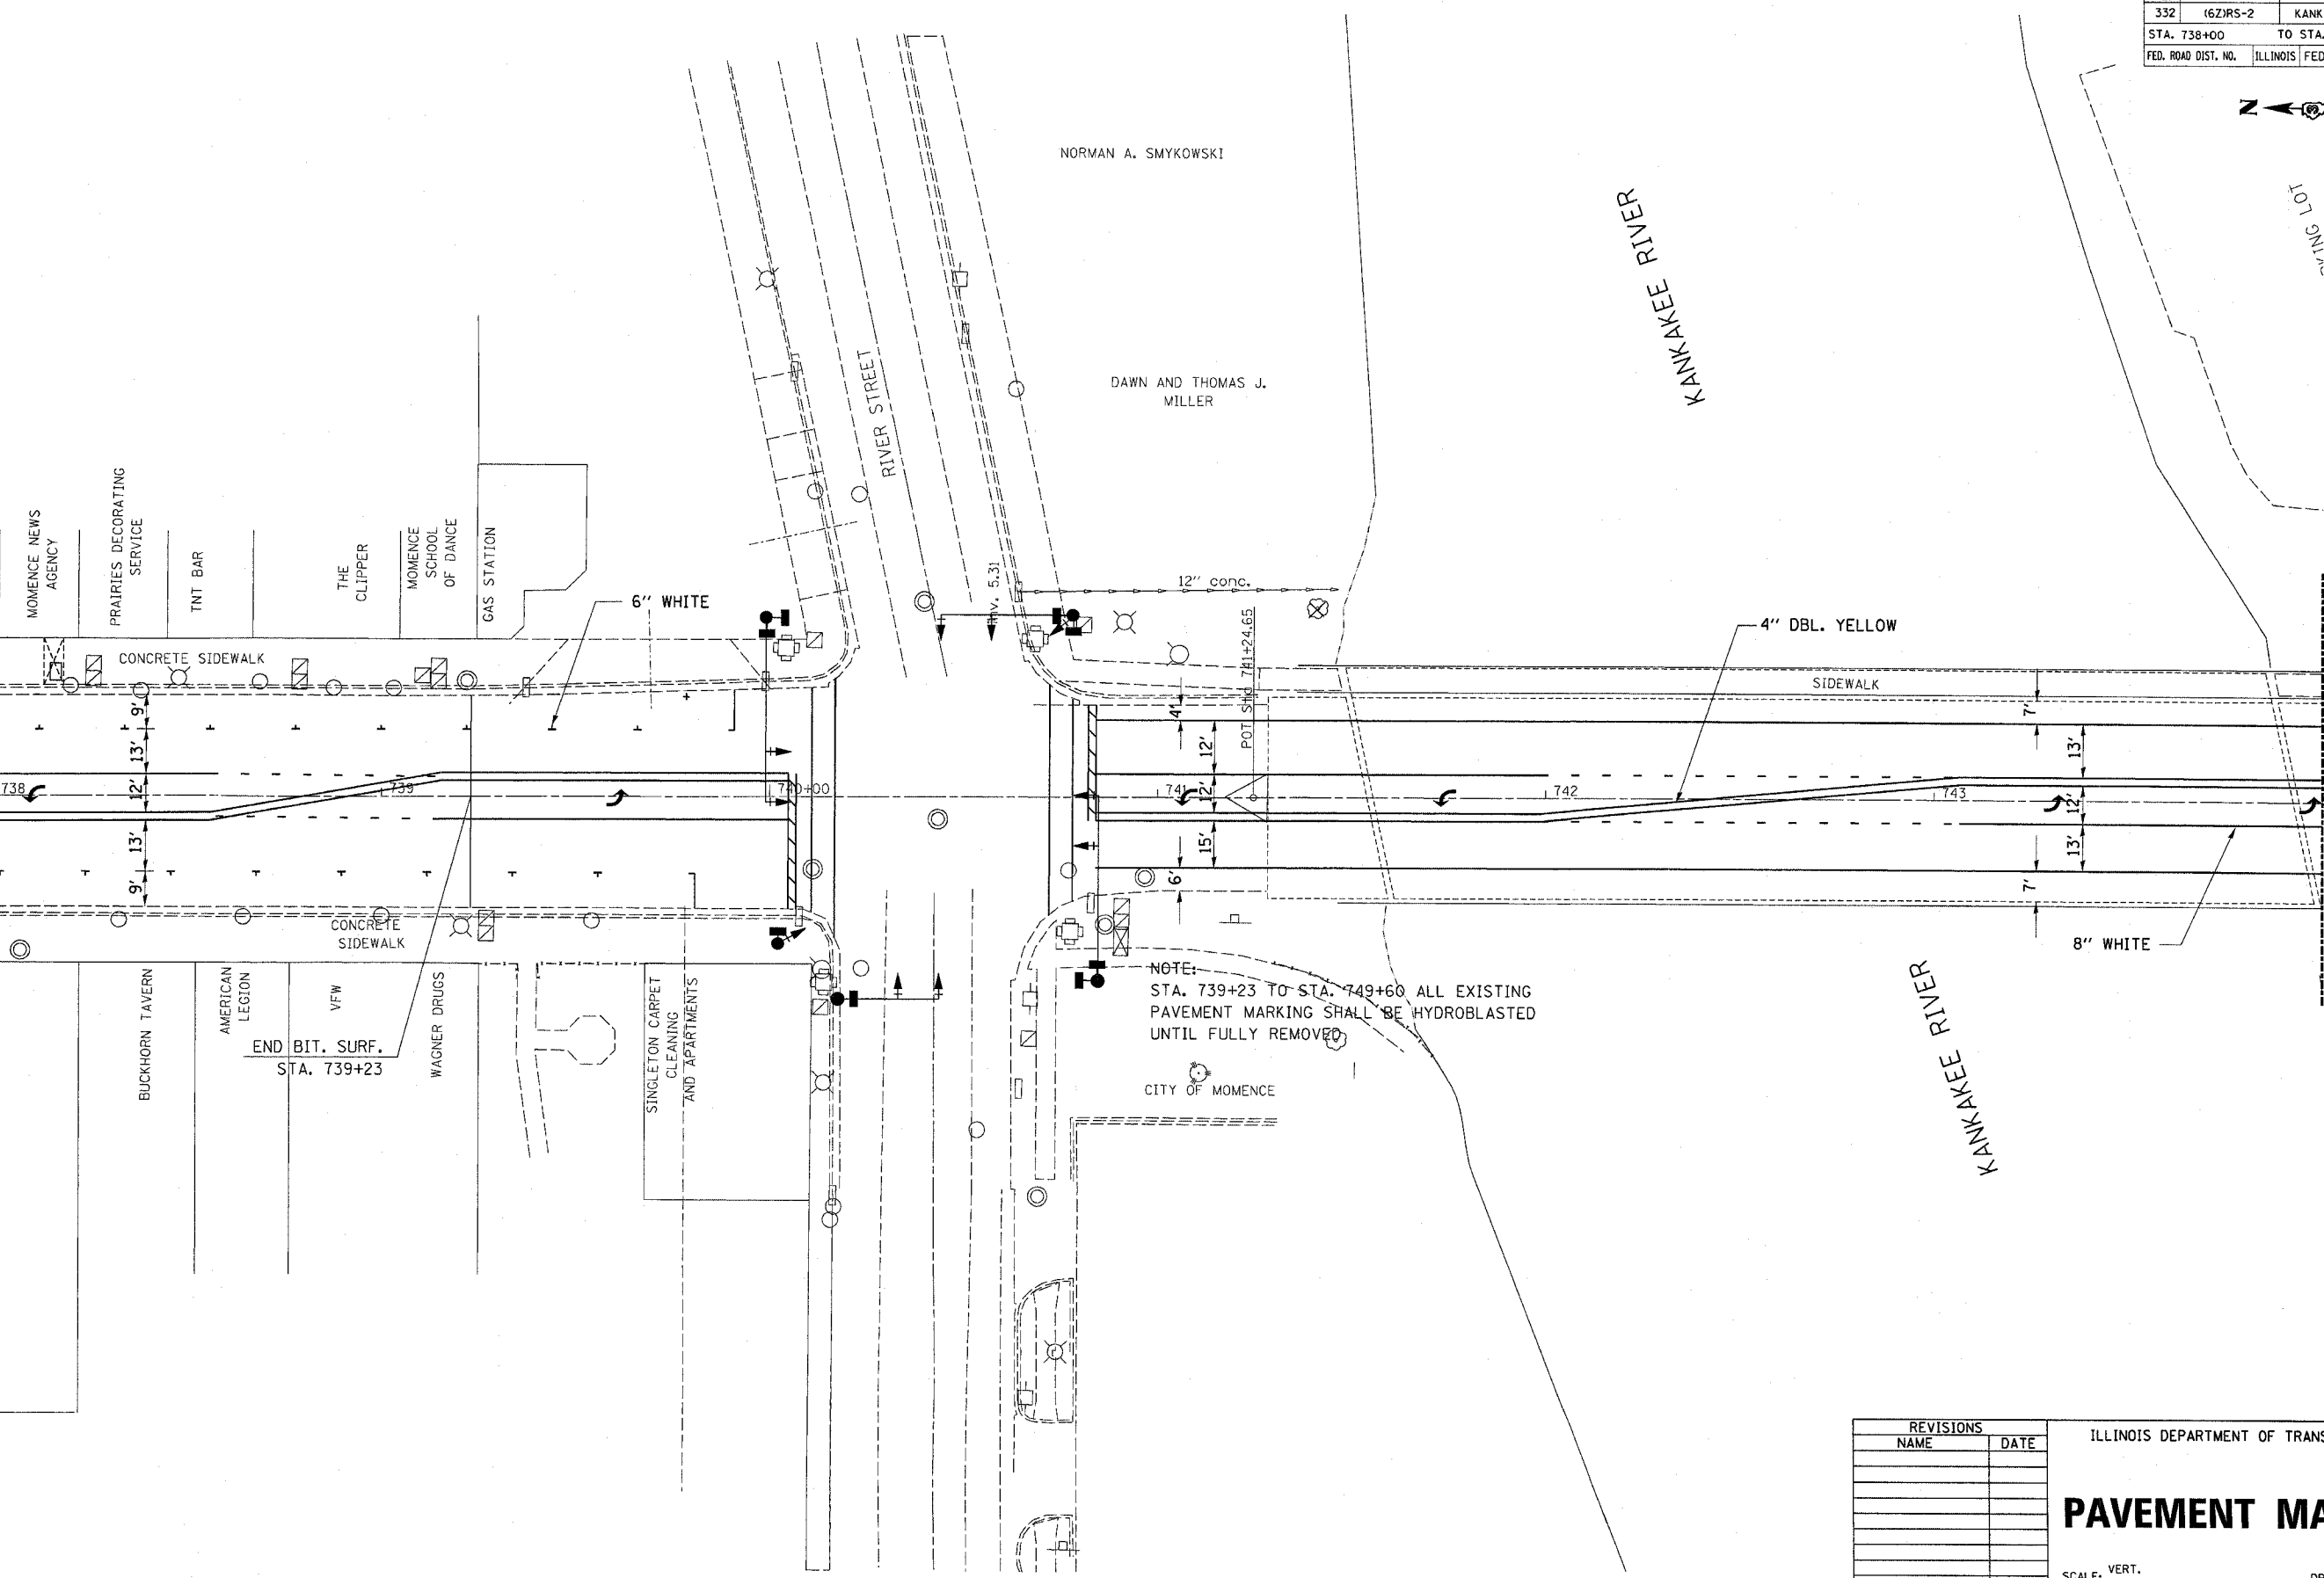 332 (6Z)RS-2 KANK
STA. 738+00 TO STA.
FED. ROAD DIST. NO. ILLINOIS FED
N
NORMAN A. SMYKOWSKI
KANKAKEE RIVER
DAWN AND THOMAS J.
MILLER
RIVER STREET
MOMENCE NEWS
AGENCY
PRAIRIES DECORATING
SERVICE
TNT BAR
THE
CLIPPER
MOMENCE
SCHOOL
OF DANCE
GAS STATION
6" WHITE
Inv. 5.31
12" conc.
POT Sta 741+24.65
4" DBL. YELLOW
CONCRETE SIDEWALK
SIDEWALK
9'
13'
12'
13'
9'
738
739
740+00
741
742
743
4'
12'
12'
15'
6'
7'
13'
12'
13'
7'
8" WHITE
CONCRETE
SIDEWALK
BUCKHORN TAVERN
AMERICAN
LEGION
VFW
WAGNER DRUGS
END BIT. SURF.
STA. 739+23
SINGLETON CARPET
CLEANING
AND APARTMENTS
NOTE:
STA. 739+23 TO STA. 749+60 ALL EXISTING
PAVEMENT MARKING SHALL BE HYDROBLASTED
UNTIL FULLY REMOVED
CITY OF MOMENCE
KANKAKEE RIVER
REVISIONS
NAME DATE
ILLINOIS DEPARTMENT OF TRANS
PAVEMENT MA
SCALE: VERT.